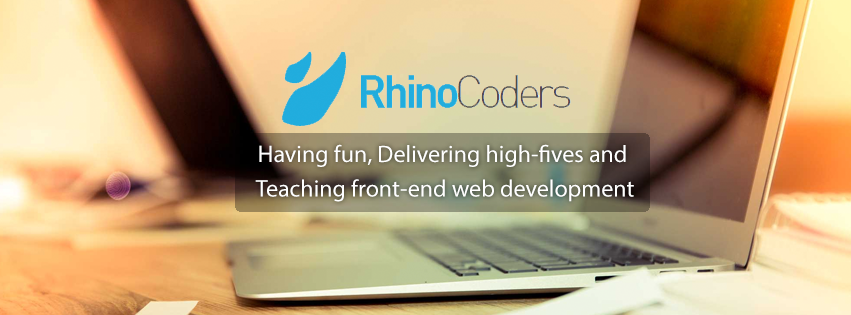 RhinoCoders
Having fun, Delivering high-fives and
Teaching front-end web development